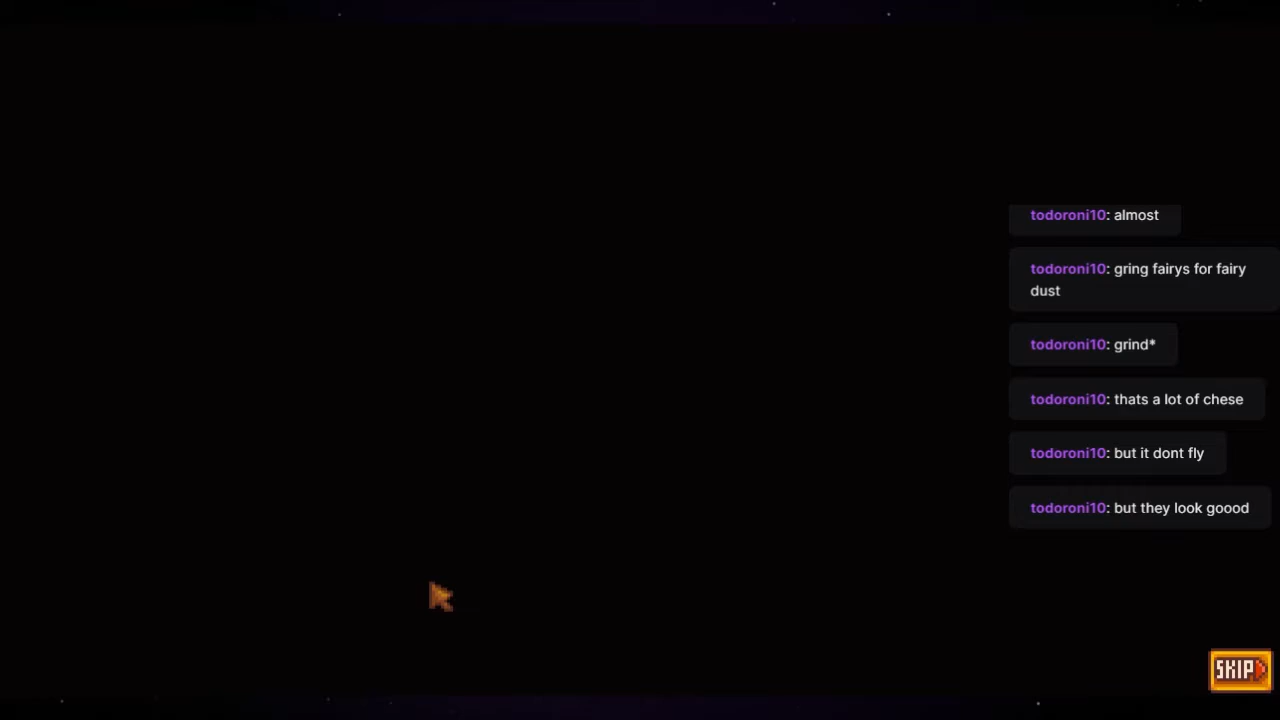 todoroni10: almost
todoroni10: gring fairys for fairy
dust
todoroni10: grind*
todoroni10: thats a lot of chese
todoroni10: but it dont fly
todoroni10: but they look goood
SKIP